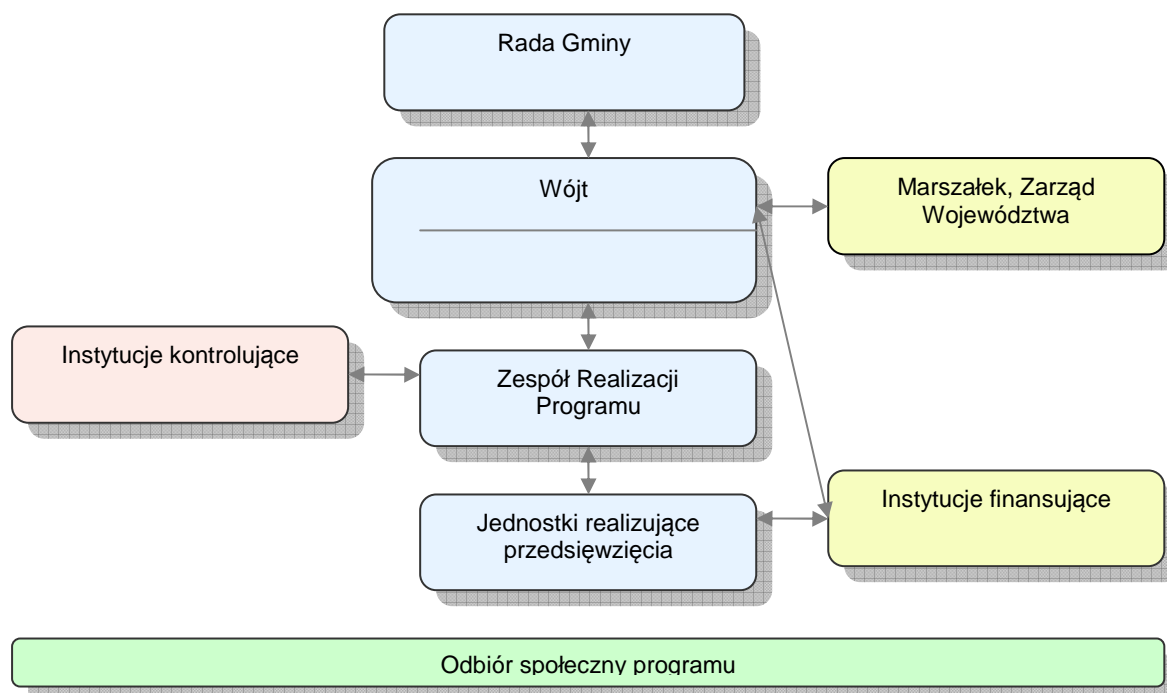 Rada Gminy
Wójt
Marszałek, Zarząd
Województwa
Instytucje kontrolujące
Zespół Realizacji
Programu
Instytucje finansujące
Jednostki realizujące
przedsięwzięcia
Odbiór społeczny programu